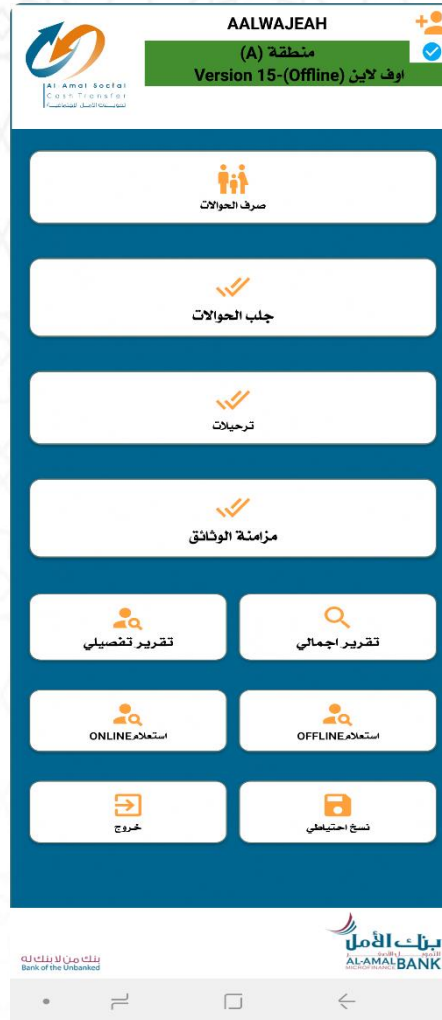 AALWAJEAH
منطقة (A)
اوف لاين (Offline)-Version 15
Al Amal Social
Cash Transfer
صرف الحوالات
جلب الحوالات
ترحيلات
مزامنة الوثائق
تقرير اجمالي
تقرير تفصيلي
استعلامOFFLINE
استعلامONLINE
نسخ احتياطي
خروج
بنك الأمل
AL-AMAL BANK
MICROFINANCE
بنك من لا بنك له
Bank of the Unbanked